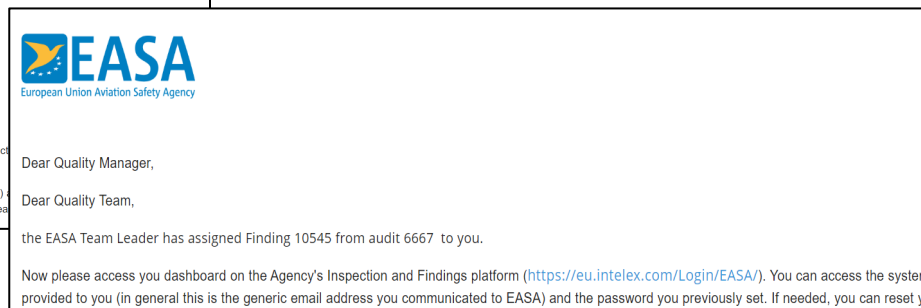 EASA
European Union Aviation Safety Agency
ct
Dear Quality Manager,
)
Dear Quality Team,
ea
the EASA Team Leader has assigned Finding 10545 from audit 6667 to you.
Now please access you dashboard on the Agency's Inspection and Findings platform (https://eu.intelex.com/Login/EASA/). You can access the system
provided to you (in general this is the generic email address you communicated to EASA) and the password you previously set. If needed, you can reset